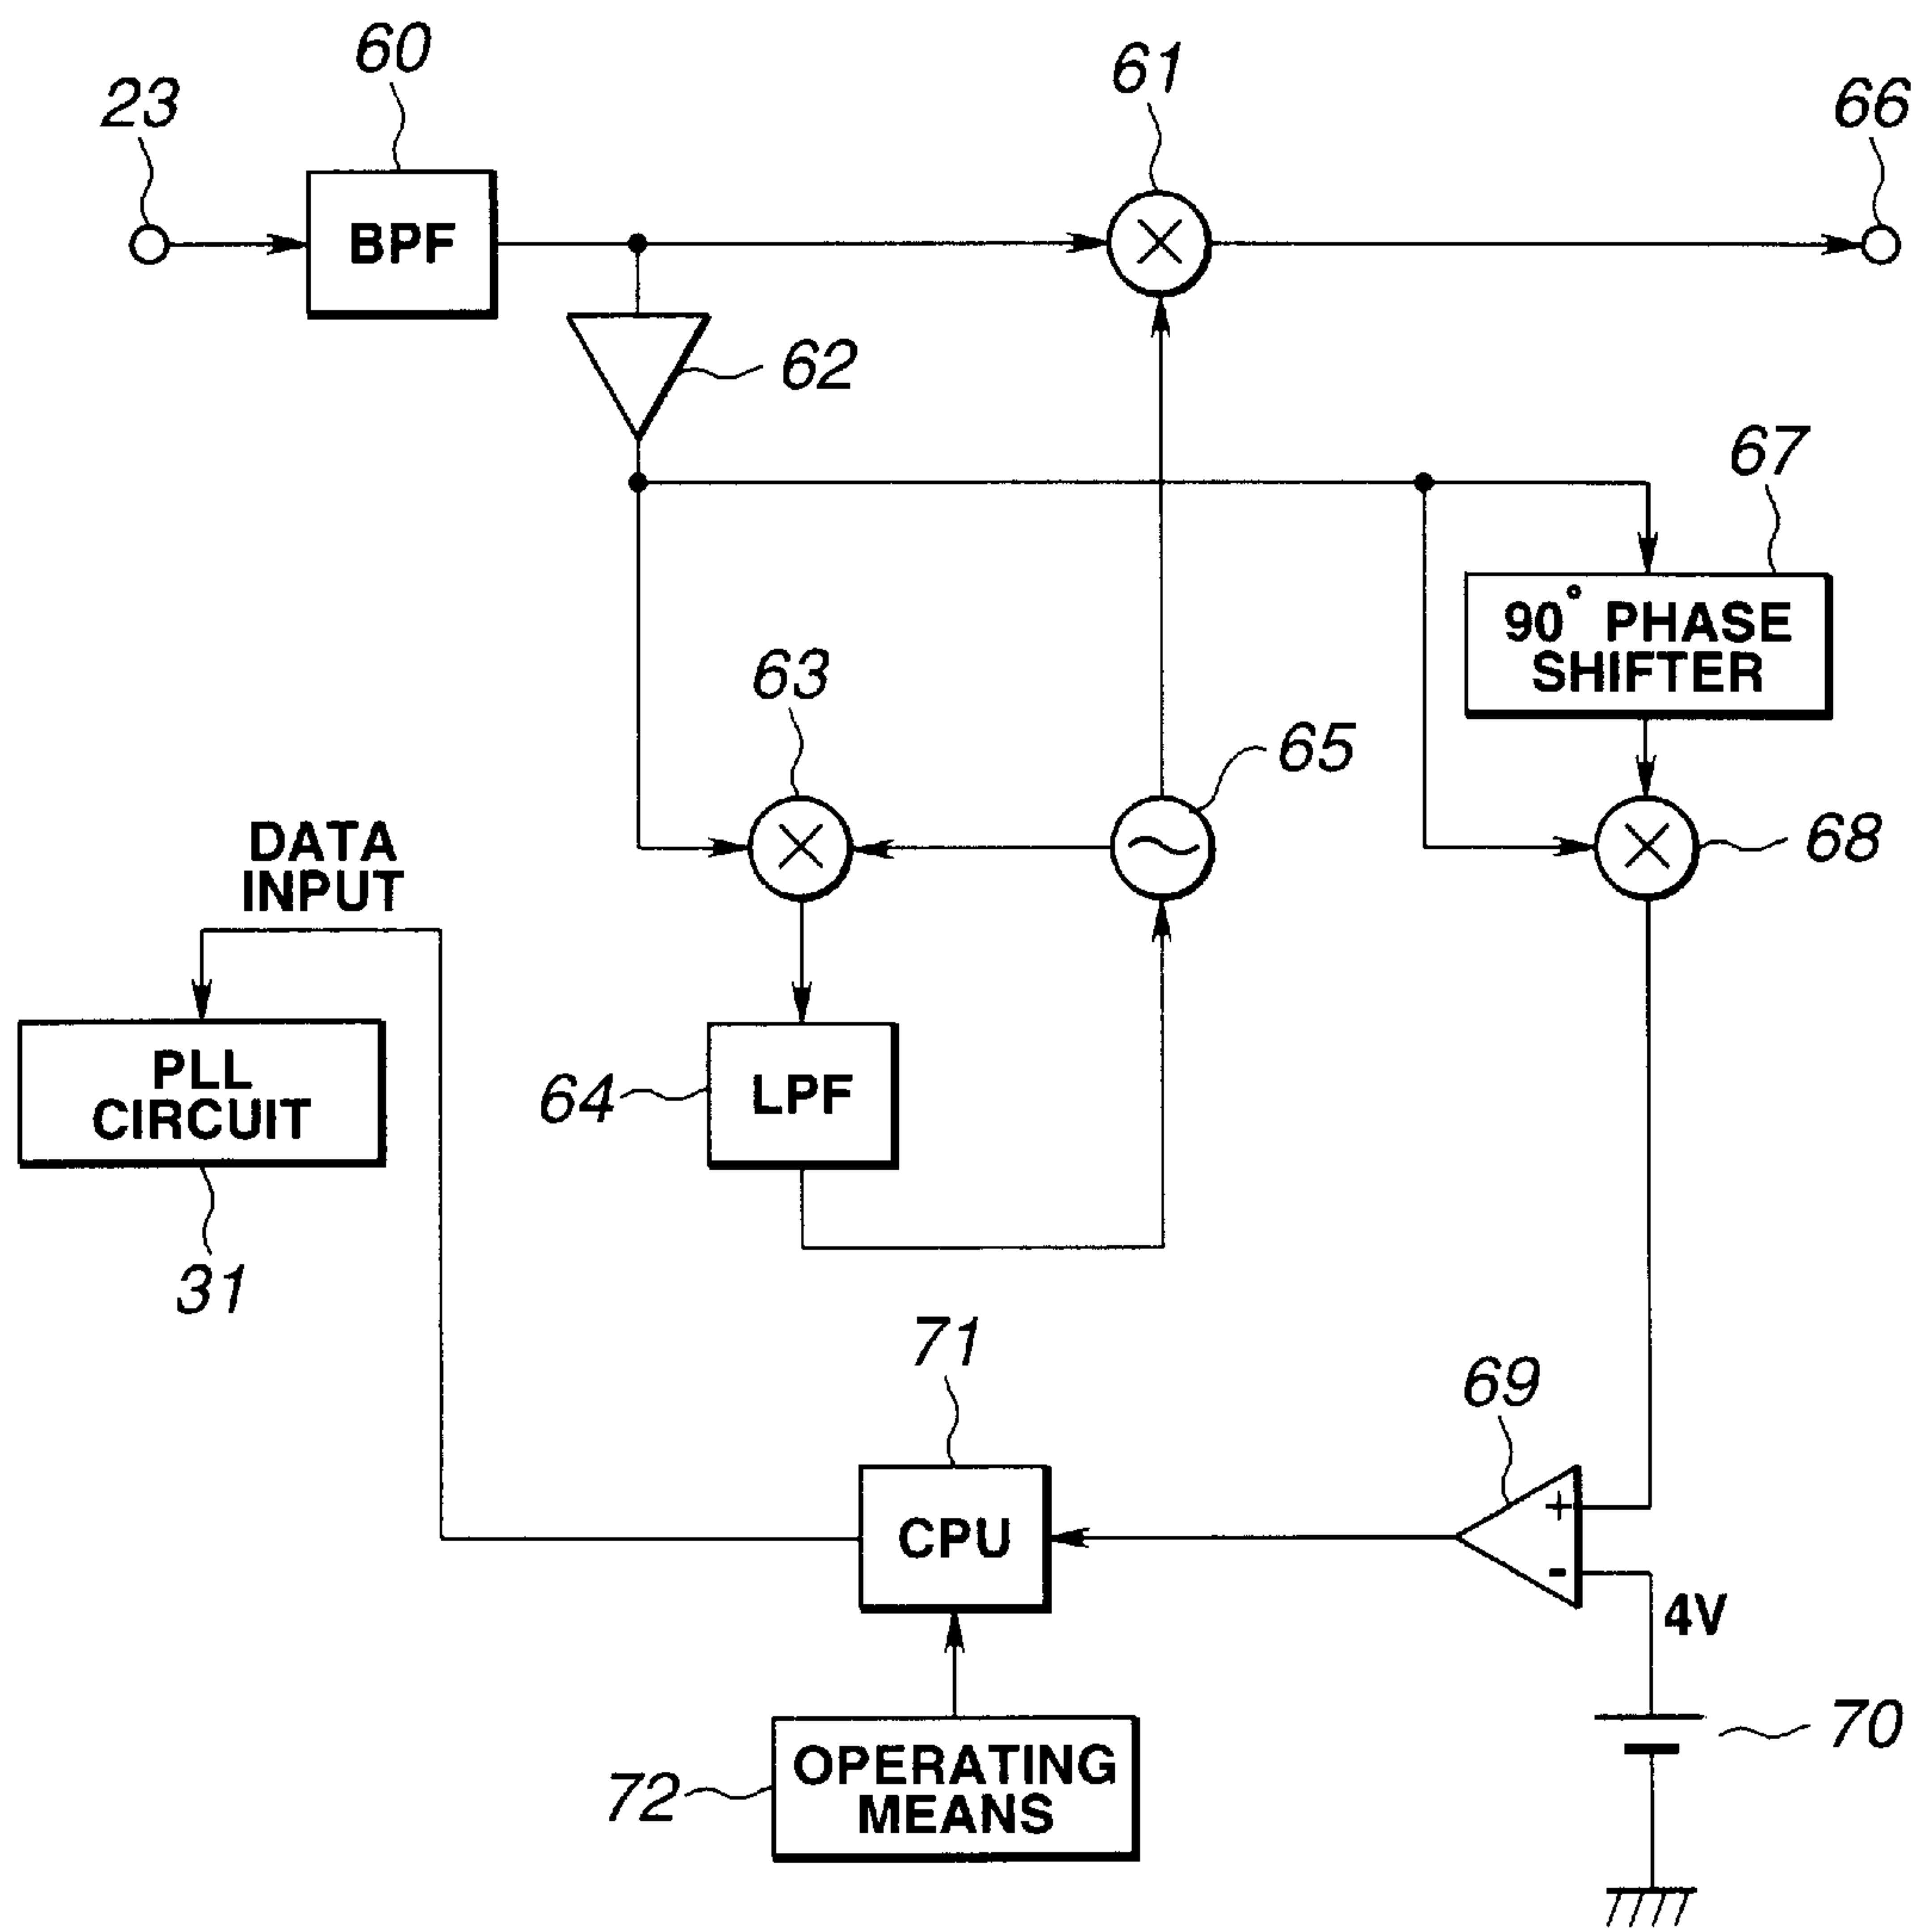 60
61
23
66
BPF
62
67
90° PHASE
SHIFTER
63
65
DATA
INPUT
68
PLL
CIRCUIT
64
LPF
31
71
69
CPU
+
-
4V
70
OPERATING
MEANS
72